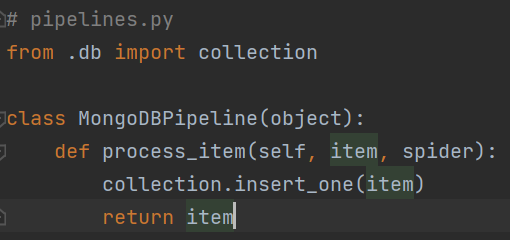 # pipelines.py
from .db import collection
class MongoDBPipeline(object):
def process_item(self, item, spider):
collection.insert_one(item)
return item